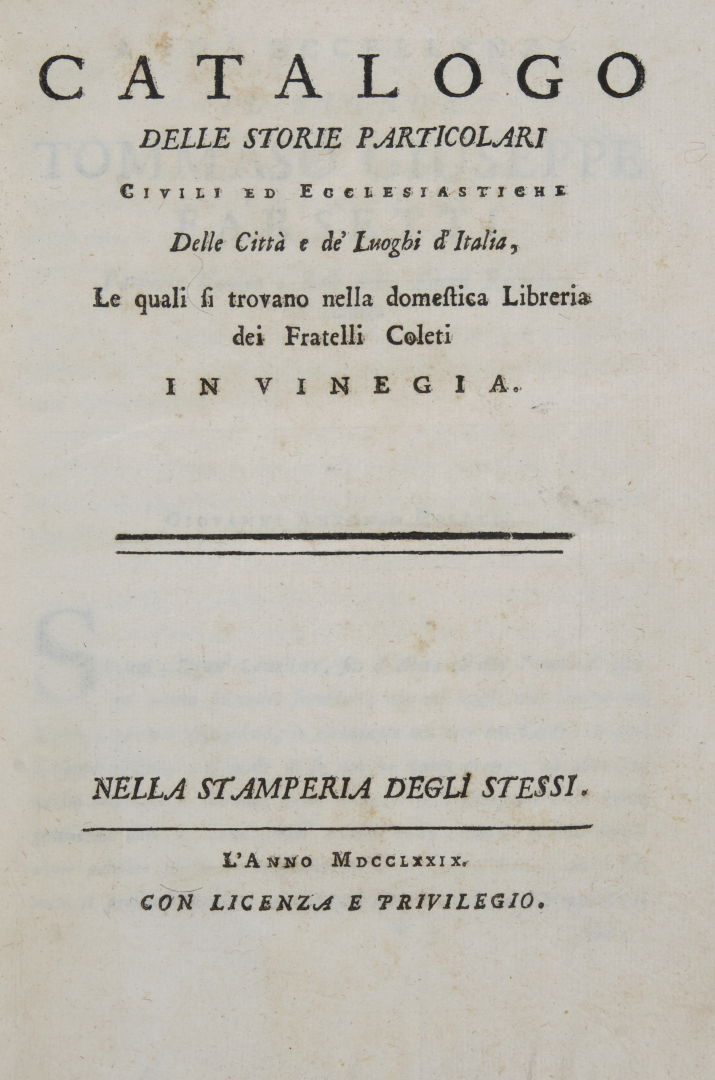 CATALOGO
DELLE STORIE PARTICOLARI
CIVILI ED ECCLESIASTICHE
Delle Città e de' Luoghi d'Italia,
Le quali ſi trovano nella domeſtica Libreria
dei Fratelli Coleti
IN VINEGIA.
NELLA STAMPERIA DEGLI STESSI.
L'ANNO MDCCLXXIX.
CON LICENZA E PRIVILEGIO.